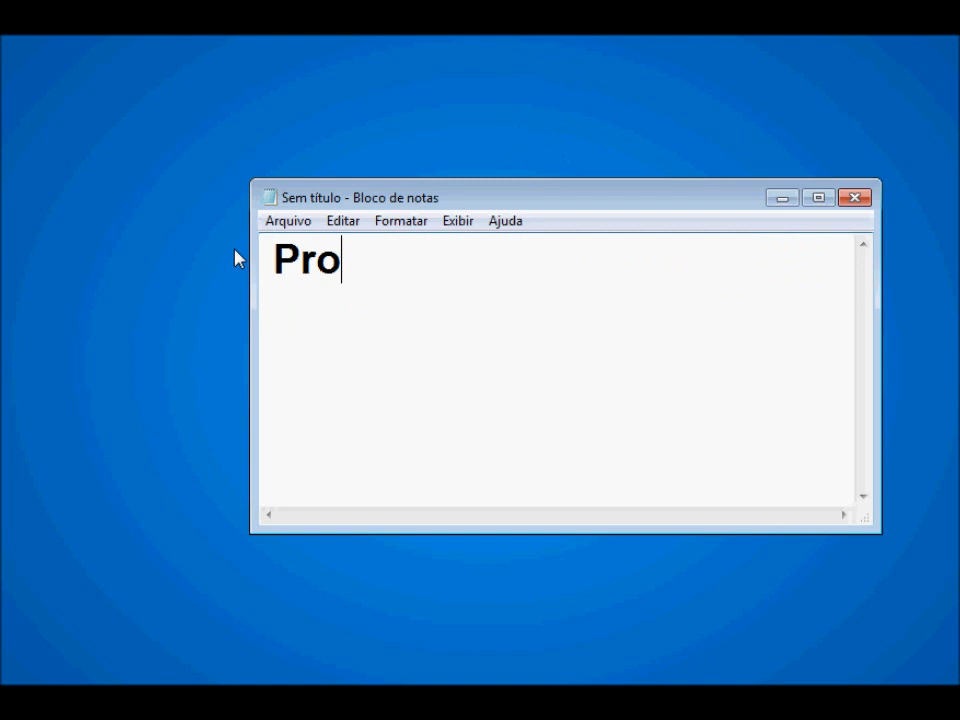 Sem título - Bloco de notas
Arquivo Editar Formatar Exibir Ajuda
Pro